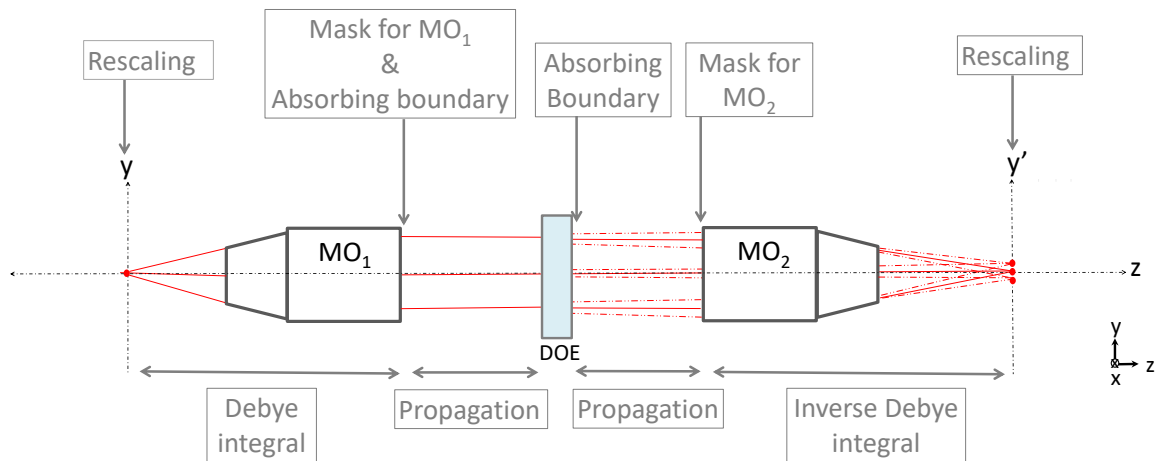 Rescaling
Mask for MO₁
&
Absorbing boundary
Absorbing
Boundary
Mask for
MO₂
Rescaling
y
y'
MO₁
MO₂
z
DOE
y
z
x
Debye
integral
Propagation
Propagation
Inverse Debye
integral